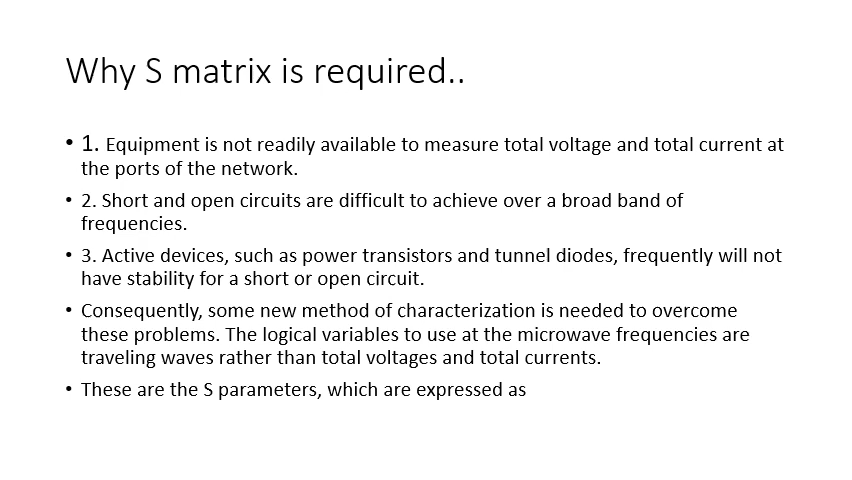 Why S matrix is required..
• 1. Equipment is not readily available to measure total voltage and total current at
the ports of the network.
• 2. Short and open circuits are difficult to achieve over a broad band of
frequencies.
• 3. Active devices, such as power transistors and tunnel diodes, frequently will not
have stability for a short or open circuit.
• Consequently, some new method of characterization is needed to overcome
these problems. The logical variables to use at the microwave frequencies are
traveling waves rather than total voltages and total currents.
• These are the S parameters, which are expressed as